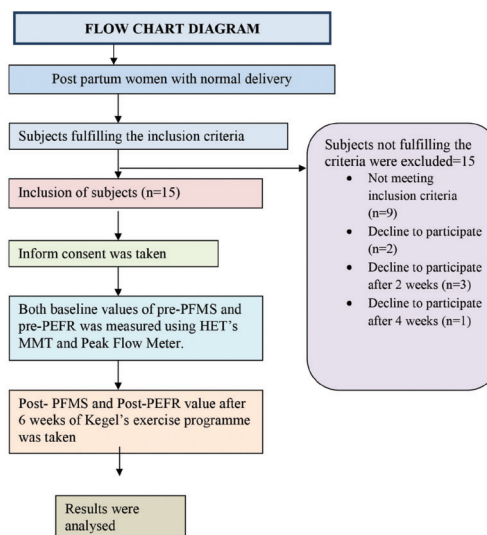 FLOW CHART DIAGRAM
Post partum women with normal delivery
Subjects fulfilling the inclusion criteria
Subjects not fulfilling the
criteria were excluded=15
• Not meeting
inclusion criteria
(n=9)
• Decline to participate
(n=2)
• Decline to participate
after 2 weeks (n=3)
• Decline to participate
after 4 weeks (n=1)
Inclusion of subjects (n=15)
Inform consent was taken
Both baseline values of pre-PFMS and
pre-PEFR was measured using HET's
MMT and Peak Flow Meter.
Post- PFMS and Post-PEFR value after
6 weeks of Kegel's exercise programme
was taken
Results were
analysed